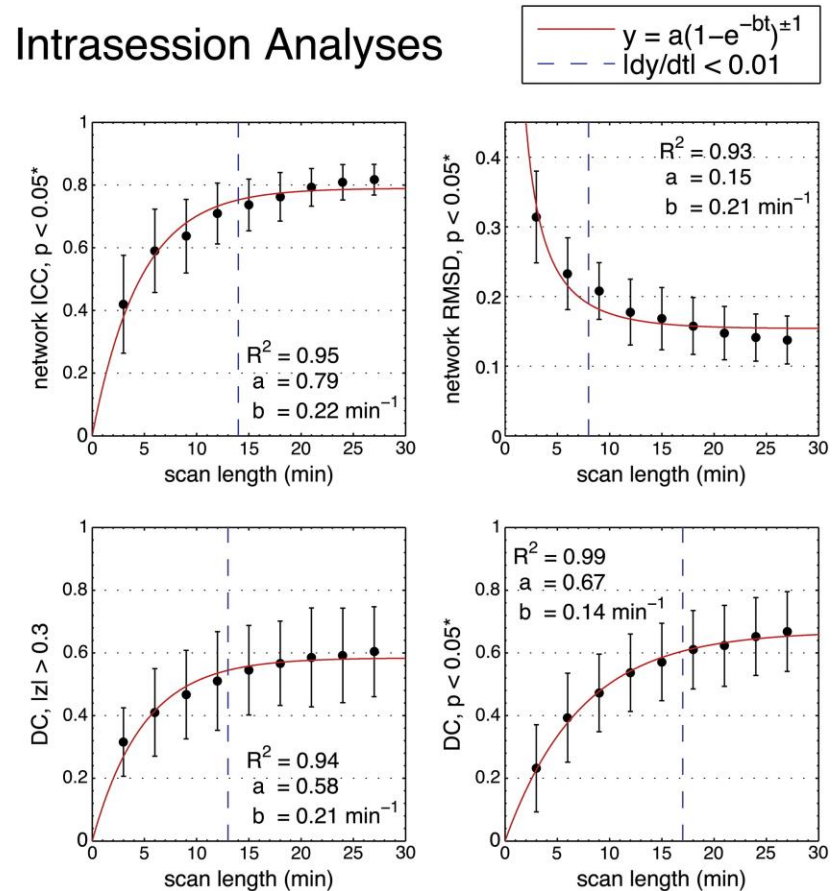 Intrasession Analyses
y = a(1−e^{−bt})^{±1}
|dy/dt| < 0.01
network ICC, p < 0.05*
1
0.8
0.6
0.4
0.2
0
R² = 0.95
a = 0.79
b = 0.22 min⁻¹
0 5 10 15 20 25 30
scan length (min)
network RMSD, p < 0.05*
0.4
0.3
0.2
0.1
0
R² = 0.93
a = 0.15
b = 0.21 min⁻¹
0 5 10 15 20 25 30
scan length (min)
DC, |z| > 0.3
1
0.8
0.6
0.4
0.2
0
R² = 0.94
a = 0.58
b = 0.21 min⁻¹
0 5 10 15 20 25 30
scan length (min)
DC, p < 0.05*
1
0.8
0.6
0.4
0.2
0
R² = 0.99
a = 0.67
b = 0.14 min⁻¹
0 5 10 15 20 25 30
scan length (min)